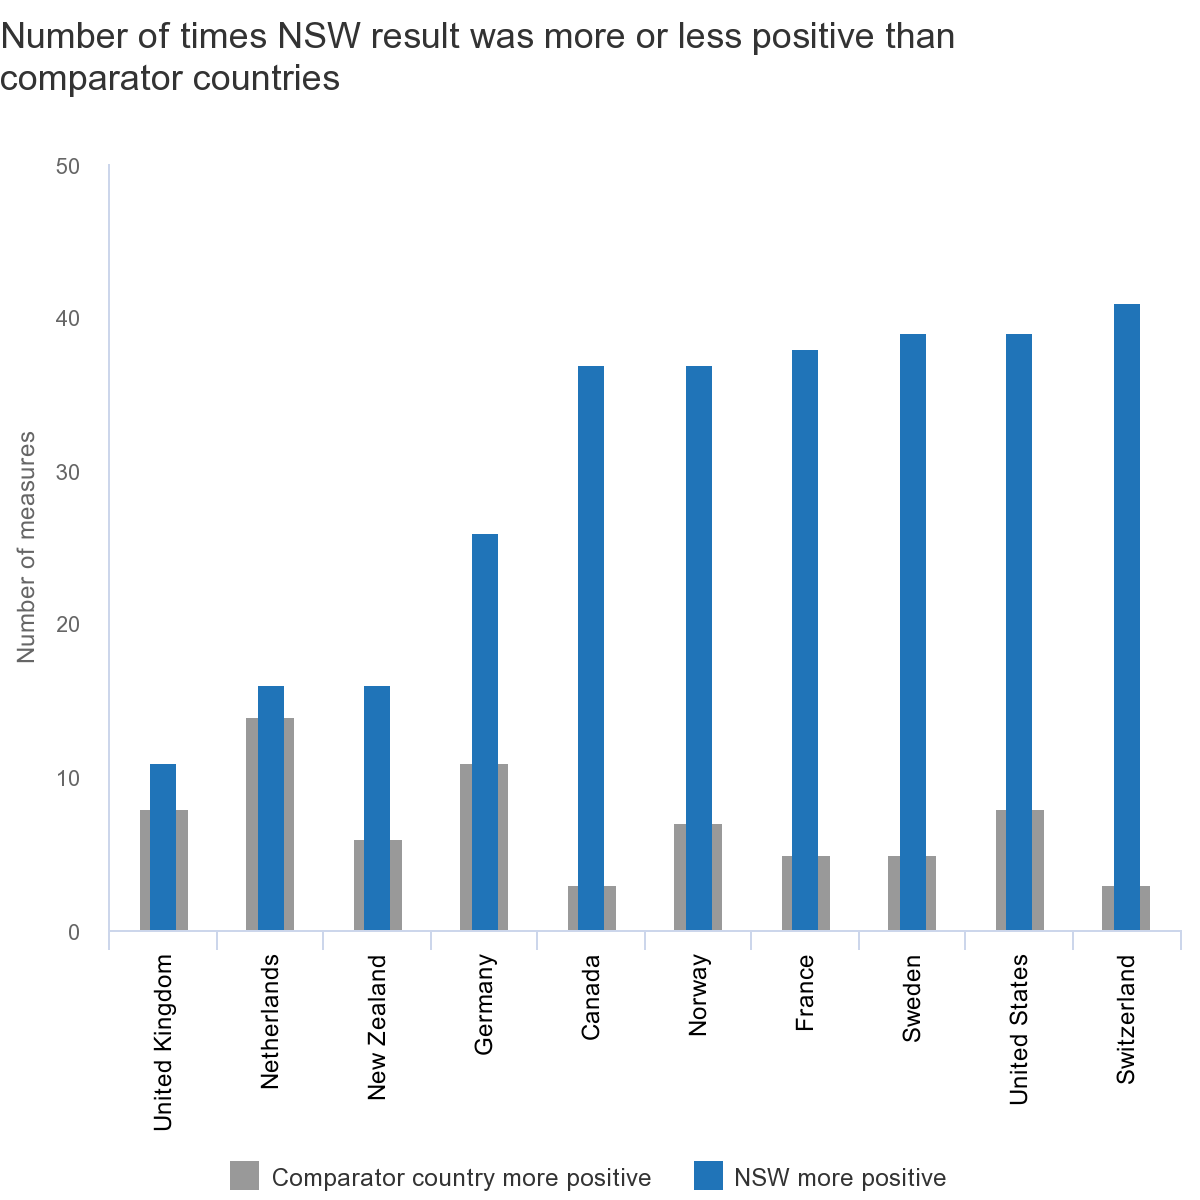 Number of times NSW result was more or less positive than
comparator countries
50
40
30
20
10
0
Number of measures
United Kingdom
Netherlands
New Zealand
Germany
Canada
Norway
France
Sweden
United States
Switzerland
Comparator country more positive
NSW more positive